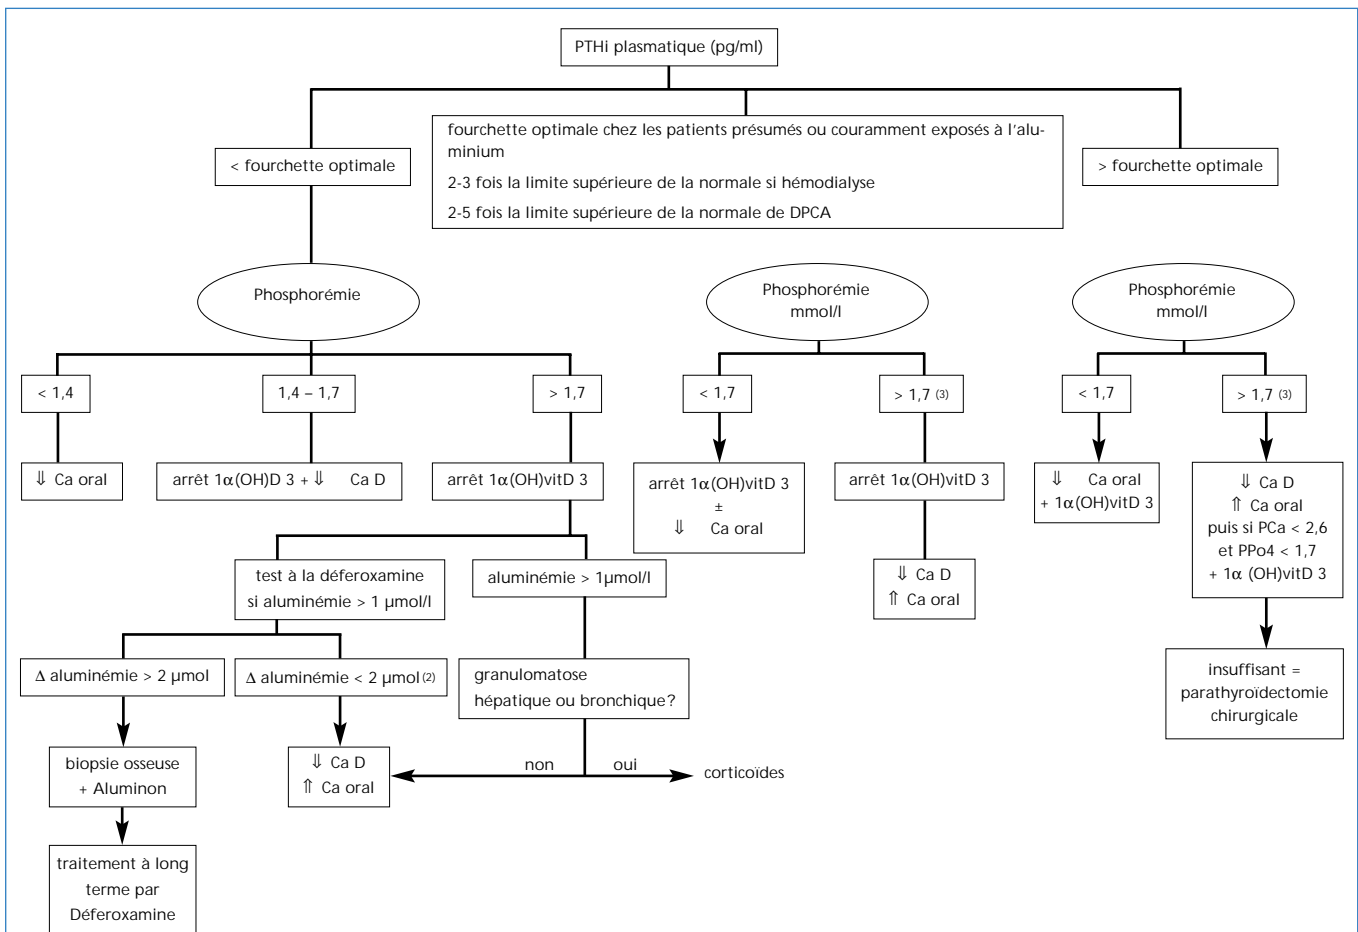 PTHi plasmatique (pg/ml)
< fourchette optimale
fourchette optimale chez les patients présumés ou couramment exposés à l'alu-
minium
2-3 fois la limite supérieure de la normale si hémodialyse
2-5 fois la limite supérieure de la normale de DPCA
> fourchette optimale
Phosphorémie
Phosphorémie
mmol/l
Phosphorémie
mmol/l
< 1,4
1,4 – 1,7
> 1,7
< 1,7
> 1,7 (3)
< 1,7
> 1,7 (3)
⇓ Ca oral
arrêt 1α(OH)D 3 + ⇓ Ca D
arrêt 1α(OH)vitD 3
arrêt 1α(OH)vitD 3
±
⇓ Ca oral
arrêt 1α(OH)vitD 3
⇓ Ca oral
+ 1α(OH)vitD 3
⇓ Ca D
⇑ Ca oral
puis si PCa < 2,6
et PPo4 < 1,7
+ 1α (OH)vitD 3
test à la déferoxamine
si aluminémie > 1 µmol/l
aluminémie > 1µmol/l
⇓ Ca D
⇑ Ca oral
Δ aluminémie > 2 µmol
Δ aluminémie < 2 µmol (2)
granulomatose
hépatique ou bronchique?
insuffisant =
parathyroïdectomie
chirurgicale
biopsie osseuse
+ Aluminon
⇓ Ca D
⇑ Ca oral
non
oui
corticoïdes
traitement à long
terme par
Déferoxamine